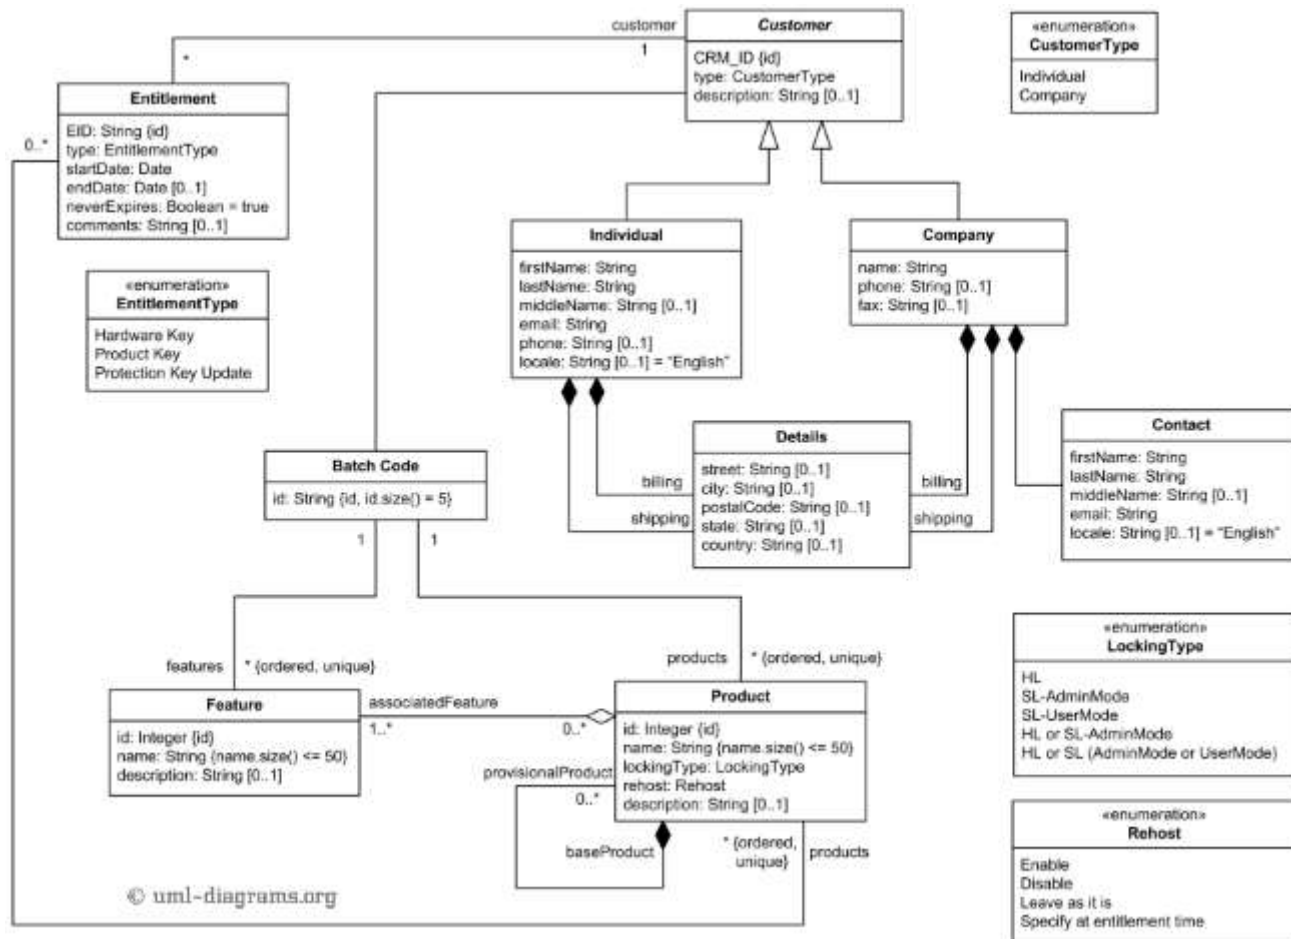 customer
1
*
Customer
CRM_ID {id}
type: CustomerType
description: String [0..1]
«enumeration»
CustomerType
Individual
Company
Entitlement
EID: String {id}
type: EntitlementType
startDate: Date
endDate: Date [0..1]
neverExpires: Boolean = true
comments: String [0..1]
0..*
«enumeration»
EntitlementType
Hardware Key
Product Key
Protection Key Update
Individual
firstName: String
lastName: String
middleName: String [0..1]
email: String
phone: String [0..1]
locale: String [0..1] = "English"
Company
name: String
phone: String [0..1]
fax: String [0..1]
Details
street: String [0..1]
city: String [0..1]
postalCode: String [0..1]
state: String [0..1]
country: String [0..1]
billing
shipping
billing
shipping
Contact
firstName: String
lastName: String
middleName: String [0..1]
email: String
locale: String [0..1] = "English"
Batch Code
id: String {id, id.size() = 5}
1
1
features
* {ordered, unique}
products
* {ordered, unique}
Feature
id: Integer {id}
name: String {name.size() <= 50}
description: String [0..1]
associatedFeature
1..*
0..*
Product
id: Integer {id}
name: String {name.size() <= 50}
lockingType: LockingType
rehost: Rehost
description: String [0..1]
provisionalProduct
0..*
baseProduct
* {ordered,
unique}
products
«enumeration»
LockingType
HL
SL-AdminMode
SL-UserMode
HL or SL-AdminMode
HL or SL (AdminMode or UserMode)
«enumeration»
Rehost
Enable
Disable
Leave as it is
Specify at entitlement time
© uml-diagrams.org